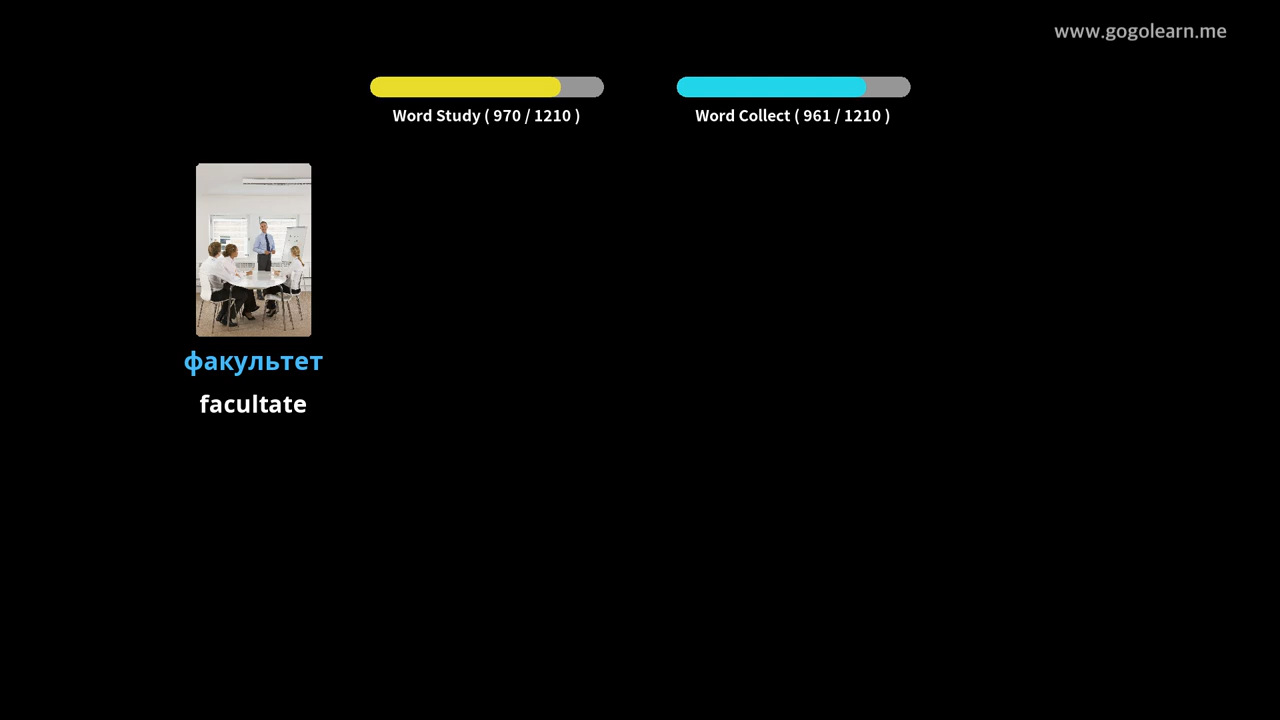 www.gogolearn.me
Word Study ( 970 / 1210 )
Word Collect ( 961 / 1210 )
факультет
facultate